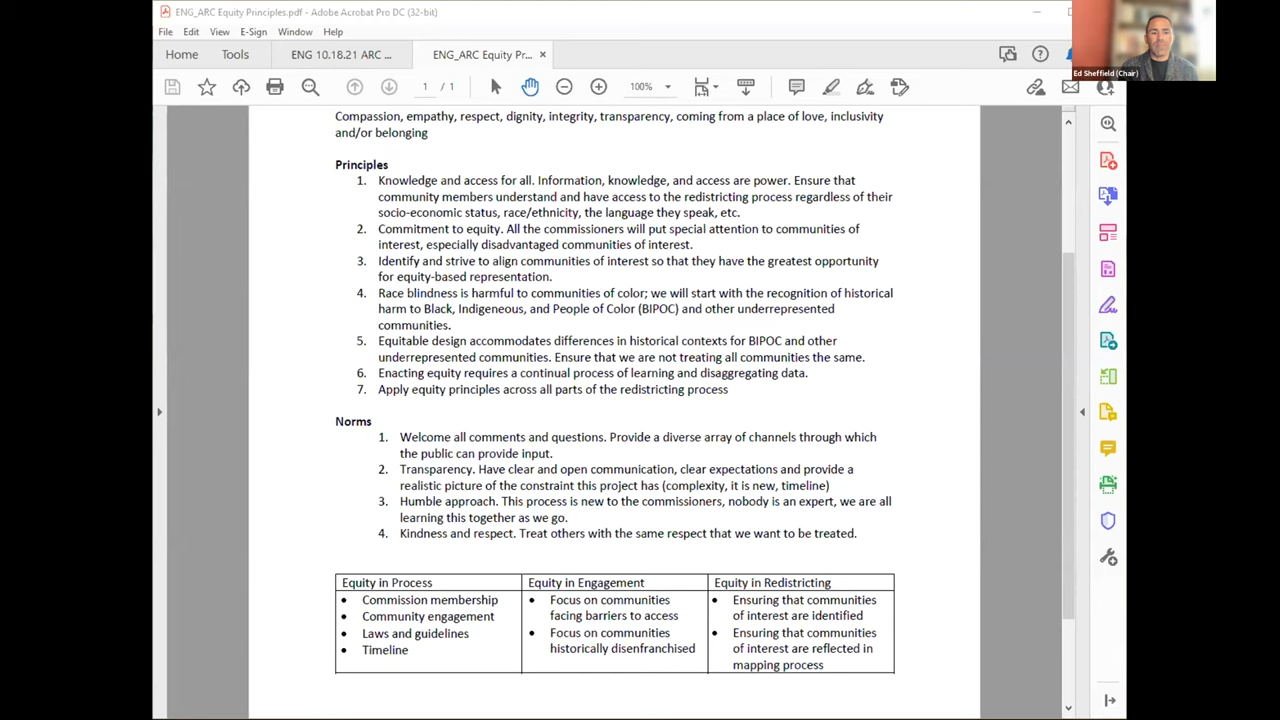 ENG_ARC Equity Principles.pdf - Adobe Acrobat Pro DC (32-bit)
File Edit View E-Sign Window Help
Home Tools ENG 10.18.21 ARC ... ENG_ARC Equity Pr... ×
1 / 1 100%
Ed Sheffield (Chair)
Compassion, empathy, respect, dignity, integrity, transparency, coming from a place of love, inclusivity
and/or belonging
Principles
1. Knowledge and access for all. Information, knowledge, and access are power. Ensure that
community members understand and have access to the redistricting process regardless of their
socio-economic status, race/ethnicity, the language they speak, etc.
2. Commitment to equity. All the commissioners will put special attention to communities of
interest, especially disadvantaged communities of interest.
3. Identify and strive to align communities of interest so that they have the greatest opportunity
for equity-based representation.
4. Race blindness is harmful to communities of color; we will start with the recognition of historical
harm to Black, Indigeneous, and People of Color (BIPOC) and other underrepresented
communities.
5. Equitable design accommodates differences in historical contexts for BIPOC and other
underrepresented communities. Ensure that we are not treating all communities the same.
6. Enacting equity requires a continual process of learning and disaggregating data.
7. Apply equity principles across all parts of the redistricting process
Norms
1. Welcome all comments and questions. Provide a diverse array of channels through which
the public can provide input.
2. Transparency. Have clear and open communication, clear expectations and provide a
realistic picture of the constraint this project has (complexity, it is new, timeline)
3. Humble approach. This process is new to the commissioners, nobody is an expert, we are all
learning this together as we go.
4. Kindness and respect. Treat others with the same respect that we want to be treated.
Equity in Process
• Commission membership
• Community engagement
• Laws and guidelines
• Timeline
Equity in Engagement
• Focus on communities
facing barriers to access
• Focus on communities
historically disenfranchised
Equity in Redistricting
• Ensuring that communities
of interest are identified
• Ensuring that communities
of interest are reflected in
mapping process